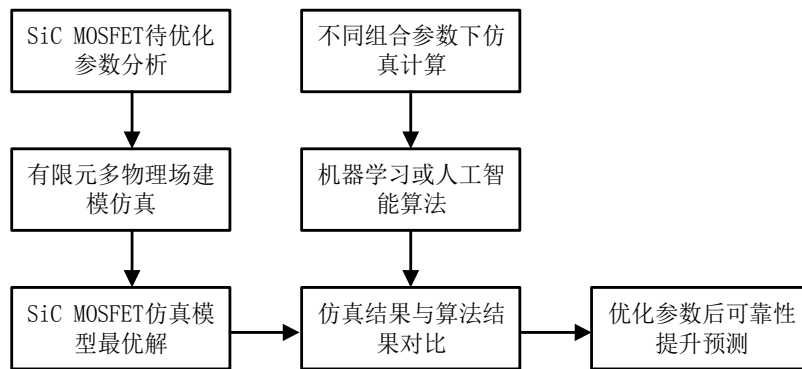 SiC MOSFET待优化
参数分析
不同组合参数下仿
真计算
有限元多物理场建
模仿真
机器学习或人工智
能算法
SiC MOSFET仿真模
型最优解
仿真结果与算法结
果对比
优化参数后可靠性
提升预测